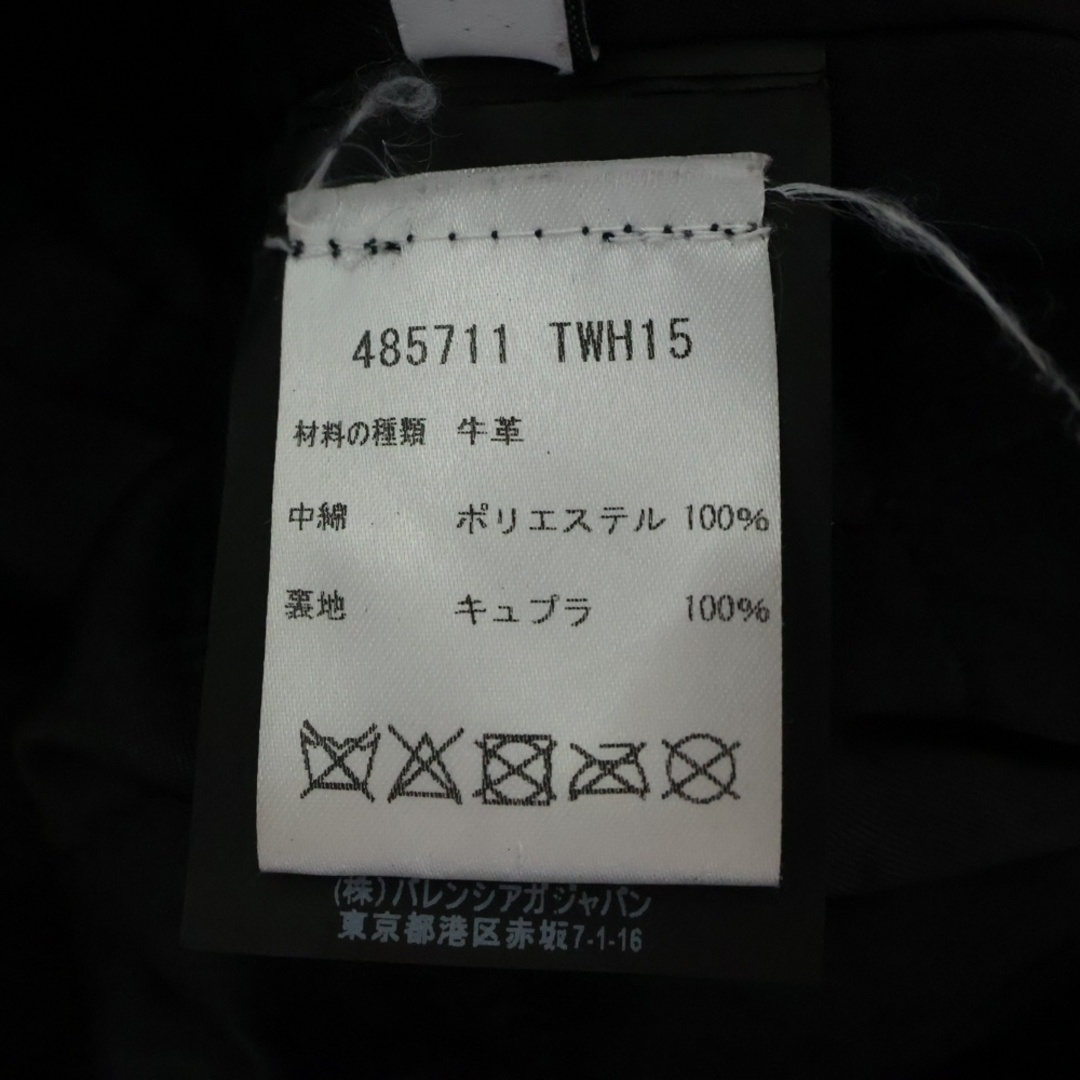 485711 TWH15
材料の種類 牛革
中綿 ポリエステル 100%
裏地 キュプラ 100%
(株)バレンシアガジャパン
東京都港区赤坂7-1-16